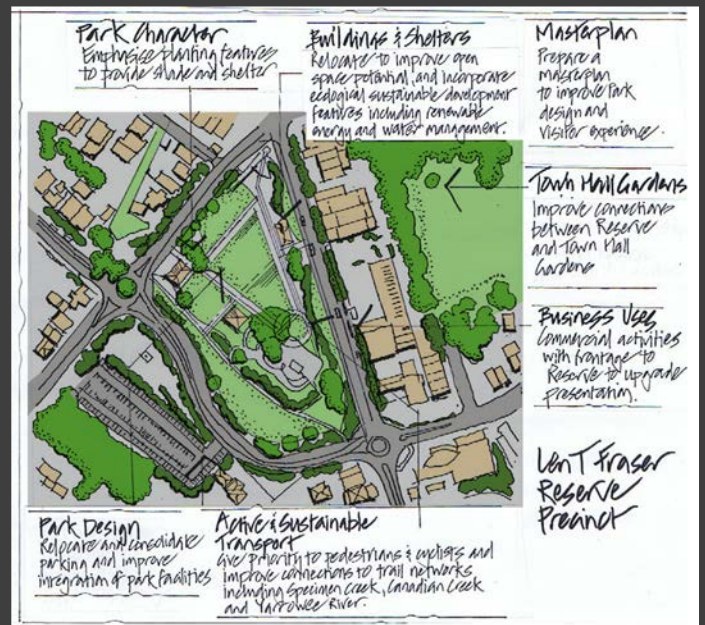 Park Character
Emphasise planting features
to provide shade and shelter
Buildings & Shelters
Relocate to improve open
space potential, and incorporate
ecological sustainable development
features including renewable
energy and water management.
Masterplan
Prepare a
masterplan
to improve park
design and
visitor experience.
Town Hall Gardens
Improve connections
between Reserve
and Town Hall
Gardens
Business Uses
Commercial activities
with frontage to
Reserve to upgrade
presentation.
Len T Fraser
Reserve
Precinct
Park Design
Relocate and consolidate
parking and improve
integration of park facilities
Active & Sustainable
Transport
Give priority to pedestrians & cyclists and
improve connections to trail networks
including Specimen Creek, Canadian Creek
and Yarrowee River.